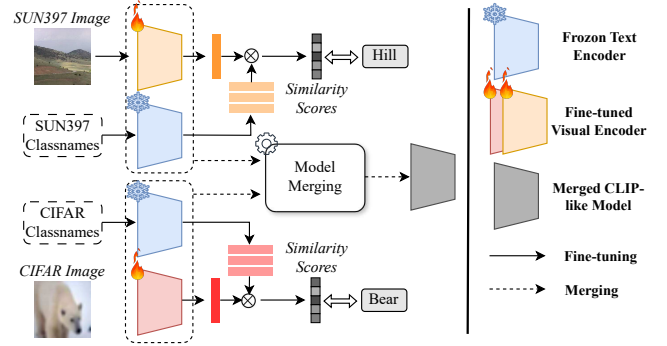 SUN397 Image
Hill
Similarity
Scores
SUN397
Classnames
Model
Merging
CIFAR
Classnames
Similarity
Scores
CIFAR Image
Bear
Frozon Text
Encoder
Fine-tuned
Visual Encoder
Merged CLIP-
like Model
Fine-tuning
Merging